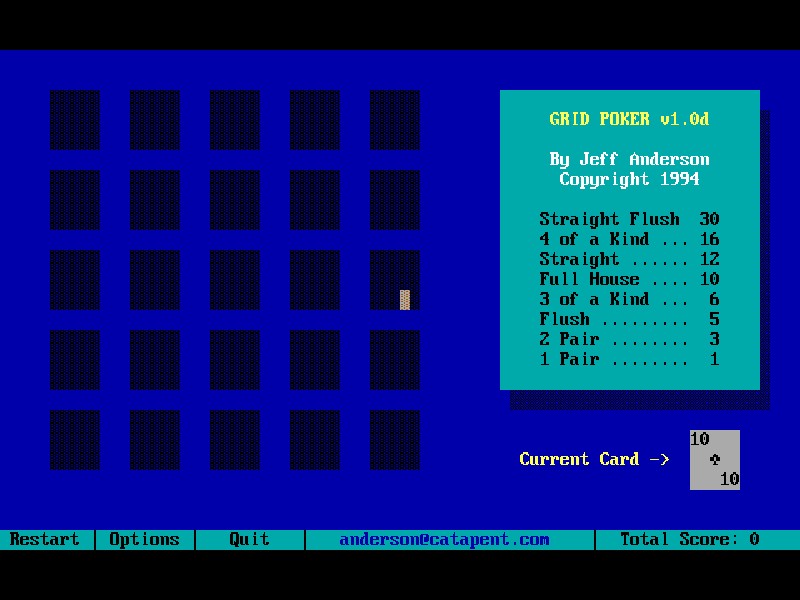 GRID POKER v1.0d
By Jeff Anderson
Copyright 1994
Straight Flush 30
4 of a Kind ... 16
Straight ...... 12
Full House .... 10
3 of a Kind ... 6
Flush ......... 5
2 Pair ........ 3
1 Pair ........ 1
10
Current Card ->
♣
10
Restart
Options
Quit
anderson@catapent.com
Total Score: 0